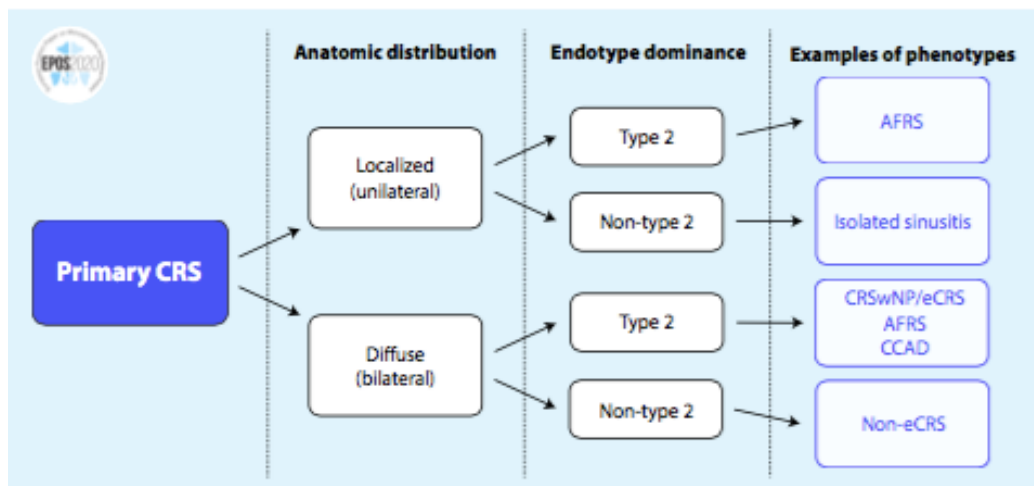 EPOS2020
Anatomic distribution
Endotype dominance
Examples of phenotypes
Primary CRS
Localized
(unilateral)
Type 2
AFRS
Non-type 2
Isolated sinusitis
Diffuse
(bilateral)
Type 2
CRSwNP/eCRS
AFRS
CCAD
Non-type 2
Non-eCRS